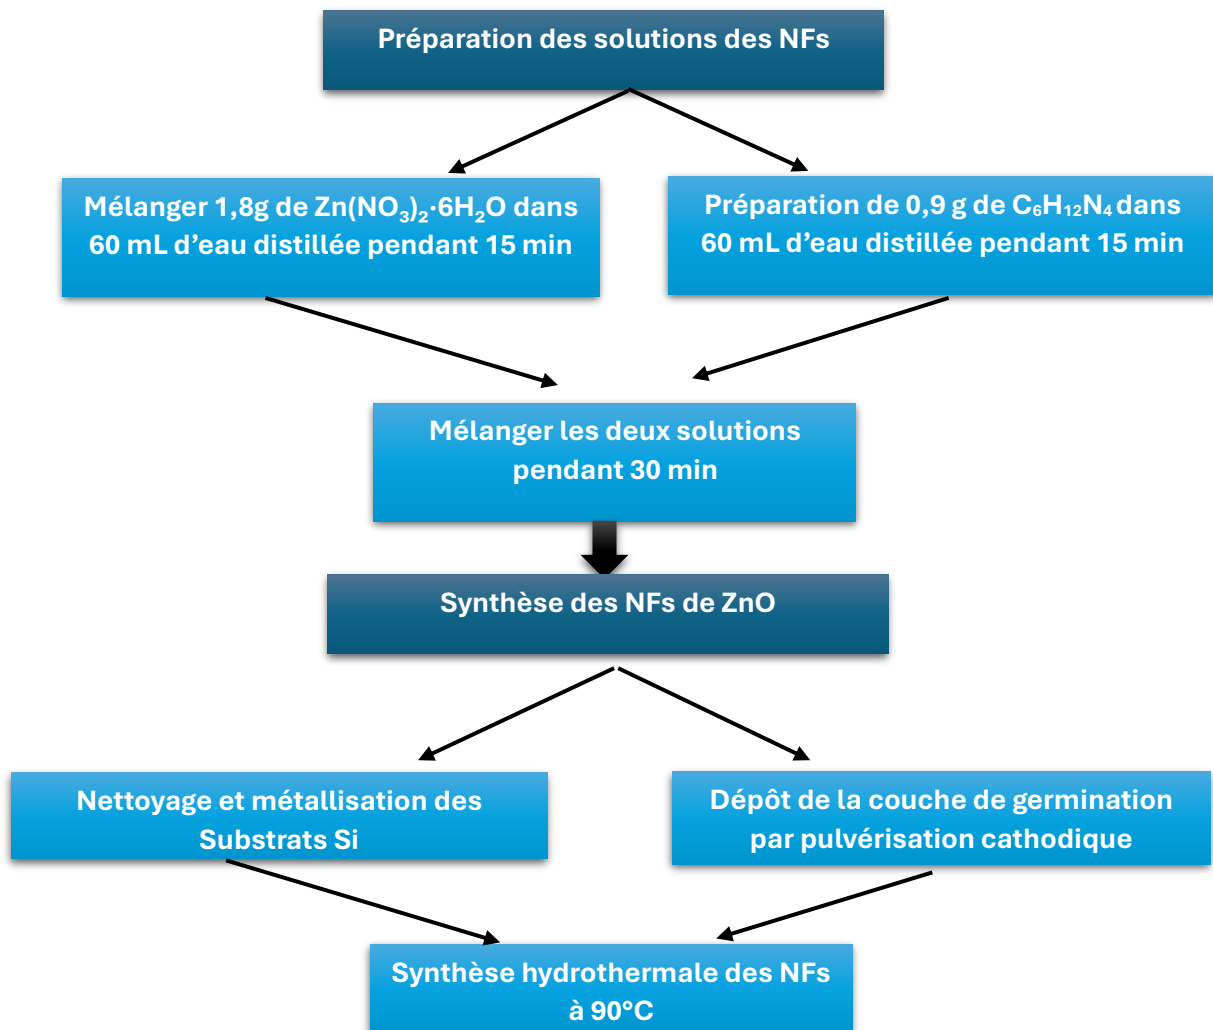 Préparation des solutions des NFs
Mélanger 1,8g de Zn(NO₃)₂·6H₂O dans
60 mL d’eau distillée pendant 15 min
Préparation de 0,9 g de C₆H₁₂N₄ dans
60 mL d’eau distillée pendant 15 min
Mélanger les deux solutions
pendant 30 min
Synthèse des NFs de ZnO
Nettoyage et métallisation des
Substrats Si
Dépôt de la couche de germination
par pulvérisation cathodique
Synthèse hydrothermale des NFs
à 90°C